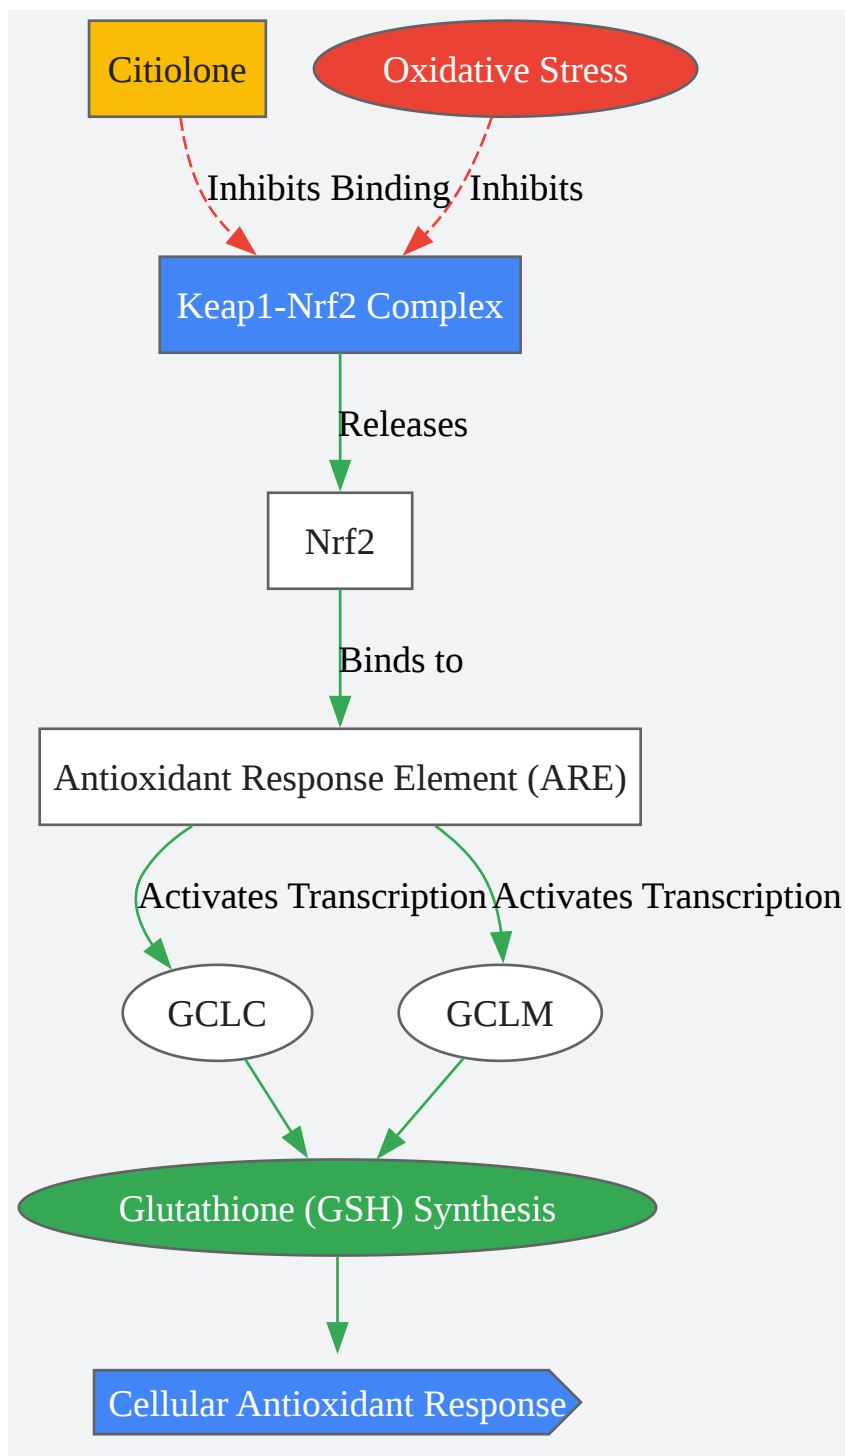 Citiolone
Oxidative Stress
Inhibits Binding
Inhibits
Keap1-Nrf2 Complex
Releases
Nrf2
Binds to
Antioxidant Response Element (ARE)
Activates Transcription
Activates Transcription
GCLC
GCLM
Glutathione (GSH) Synthesis
Cellular Antioxidant Response